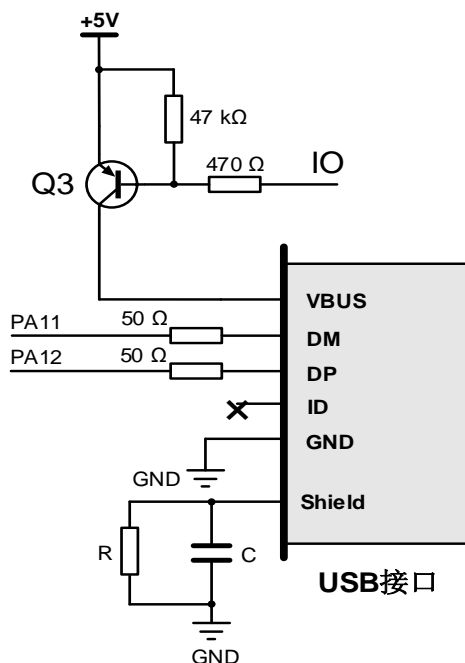 +5V
47 kΩ
470 Ω
IO
Q3
VBUS
PA11
50 Ω
DM
PA12
50 Ω
DP
ID
GND
GND
Shield
R
C
USB接口
GND